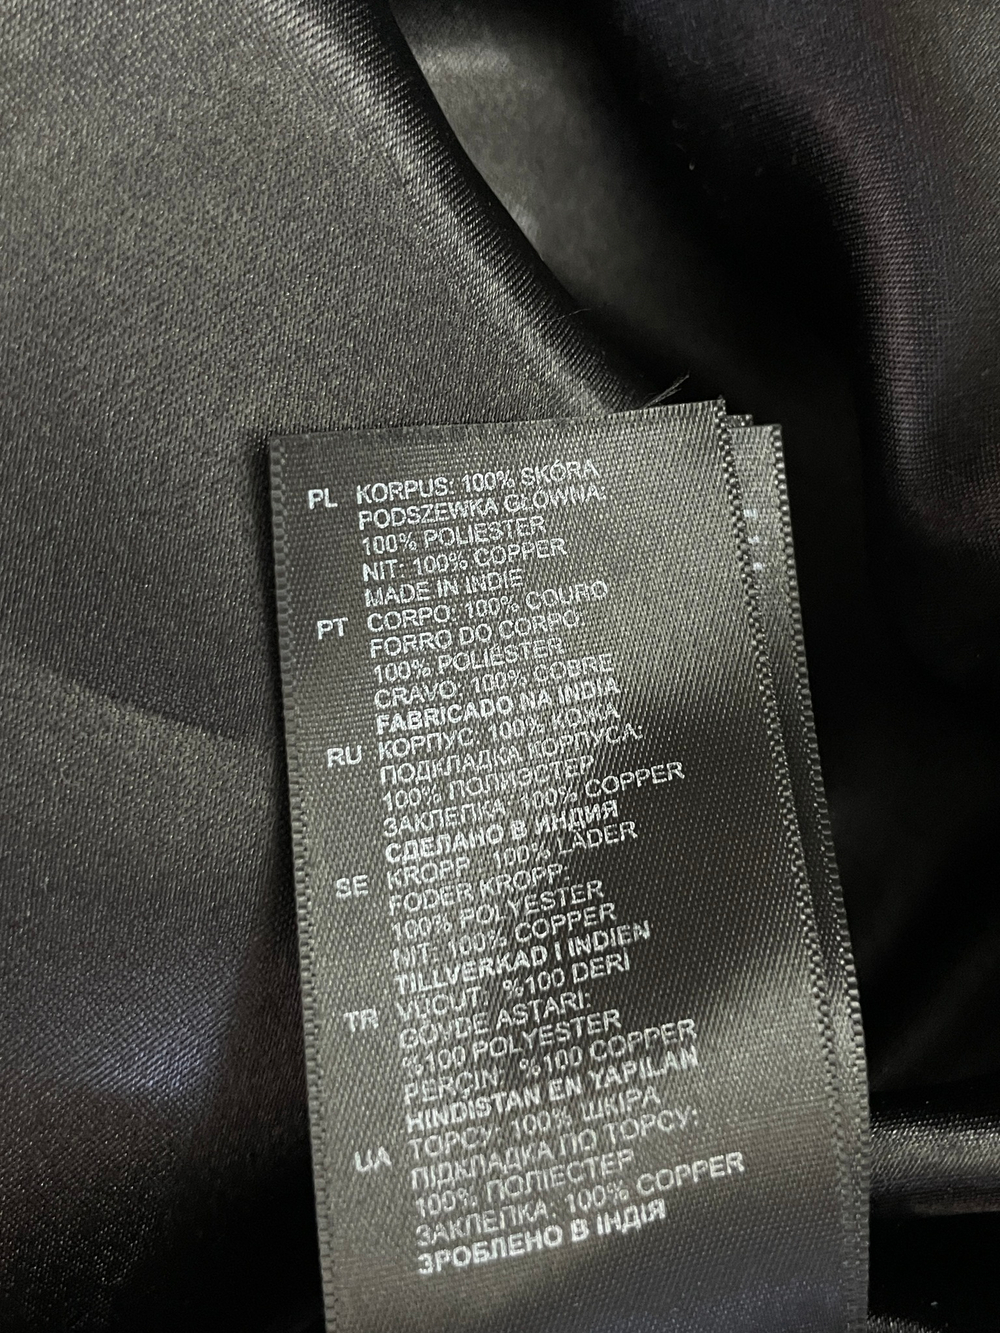 PL KORPUS: 100% SKÓRA
PODSZEWKA GŁÓWNA:
100% POLIESTER
NIT: 100% COPPER
MADE IN INDIE
PT CORPO: 100% COURO
FORRO DO CORPO:
100% POLIÉSTER
CRAVO: 100% COBRE
FABRICADO NA ÍNDIA
RU КОРПУС: 100% КОЖА
ПОДКЛАДКА КОРПУСА:
100% ПОЛИЭСТЕР
ЗАКЛЕПКА: 100% COPPER
СДЕЛАНО В ИНДИЯ
SE KROPP: 100% LÄDER
FODER KROPP:
100% POLYESTER
NIT: 100% COPPER
TILLVERKAD I INDIEN
TR VÜCUT: %100 DERİ
GÖVDE ASTARI:
%100 POLYESTER
PERÇİN: %100 COPPER
HINDISTAN EN YAPILAN
UA ТОРСУ: 100% ШКІРА
ПІДКЛАДКА ПО ТОРСУ:
100% ПОЛІЕСТЕР
ЗАКЛЕПКА: 100% COPPER
ЗРОБЛЕНО В ІНДІЯ